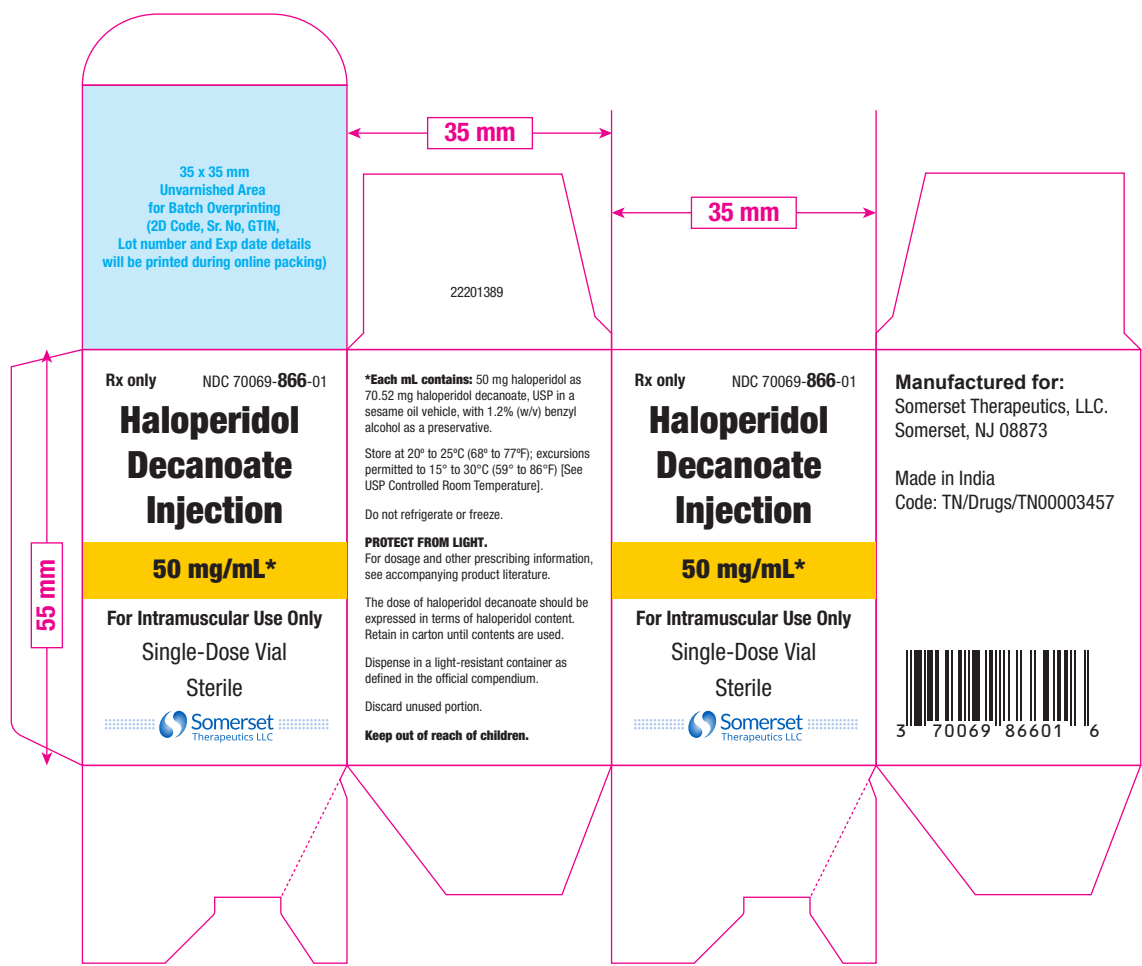 35 mm
35 x 35 mm
Unvarnished Area
for Batch Overprinting
(2D Code, Sr. No, GTIN,
Lot number and Exp date details
will be printed during online packing)
35 mm
22201389
55 mm
Rx only NDC 70069-866-01
Haloperidol
Decanoate
Injection
50 mg/mL*
For Intramuscular Use Only
Single-Dose Vial
Sterile
Somerset
Therapeutics LLC
*Each mL contains: 50 mg haloperidol as
70.52 mg haloperidol decanoate, USP in a
sesame oil vehicle, with 1.2% (w/v) benzyl
alcohol as a preservative.
Store at 20º to 25ºC (68º to 77ºF); excursions
permitted to 15° to 30°C (59° to 86°F) [See
USP Controlled Room Temperature].
Do not refrigerate or freeze.
PROTECT FROM LIGHT.
For dosage and other prescribing information,
see accompanying product literature.
The dose of haloperidol decanoate should be
expressed in terms of haloperidol content.
Retain in carton until contents are used.
Dispense in a light-resistant container as
defined in the official compendium.
Discard unused portion.
Keep out of reach of children.
Rx only NDC 70069-866-01
Haloperidol
Decanoate
Injection
50 mg/mL*
For Intramuscular Use Only
Single-Dose Vial
Sterile
Somerset
Therapeutics LLC
Manufactured for:
Somerset Therapeutics, LLC.
Somerset, NJ 08873
Made in India
Code: TN/Drugs/TN00003457
3 70069 86601 6